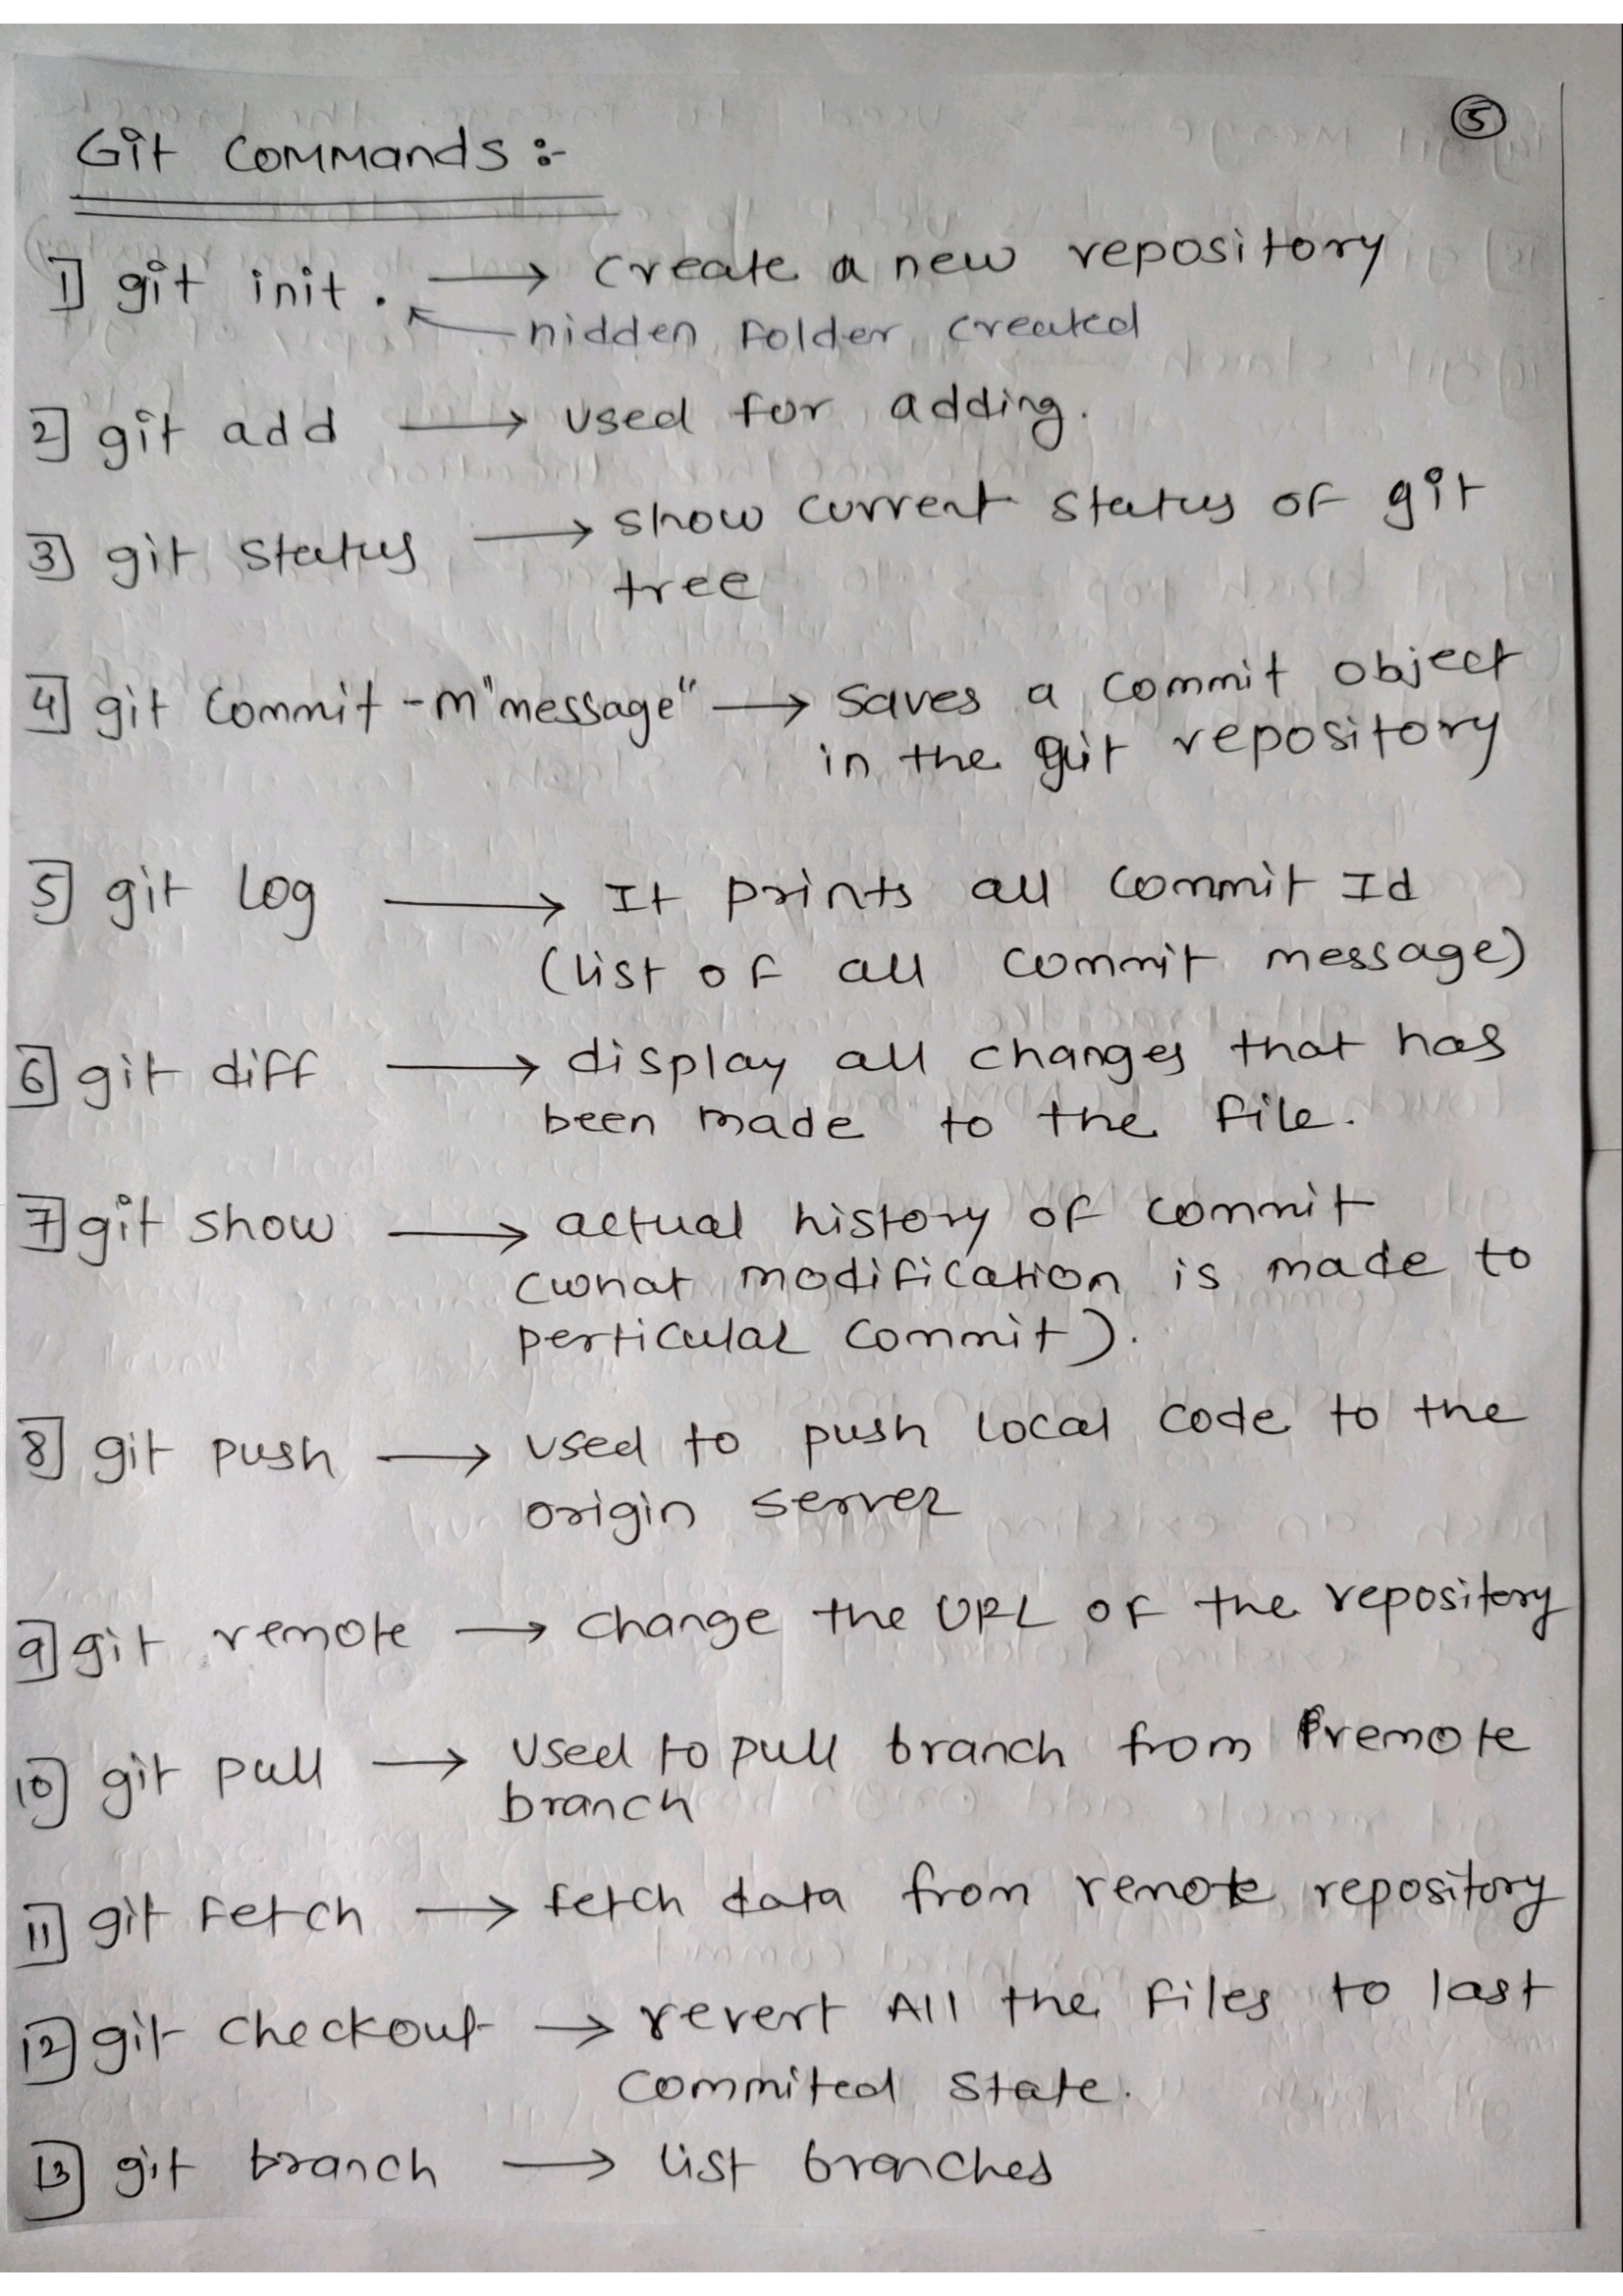 5
Git Commands :-
1] git init . → Create a new repository
hidden Folder created
2] git add → used for adding.
3] git status → show current status of git
tree
4] git commit -m "message" → saves a commit object
in the git repository
5] git log → It prints all commit Id
(list of all commit message)
6] git diff → display all changes that has
been made to the file.
7] git show → actual history of commit
(what modification is made to
perticular commit).
8] git push → used to push local code to the
origin server
9] git remote → change the URL of the repository
10] git pull → used to pull branch from remote
branch
11] git fetch → fetch data from remote repository
12] git checkout → revert All the files to last
commited state.
13] git branch → list branches